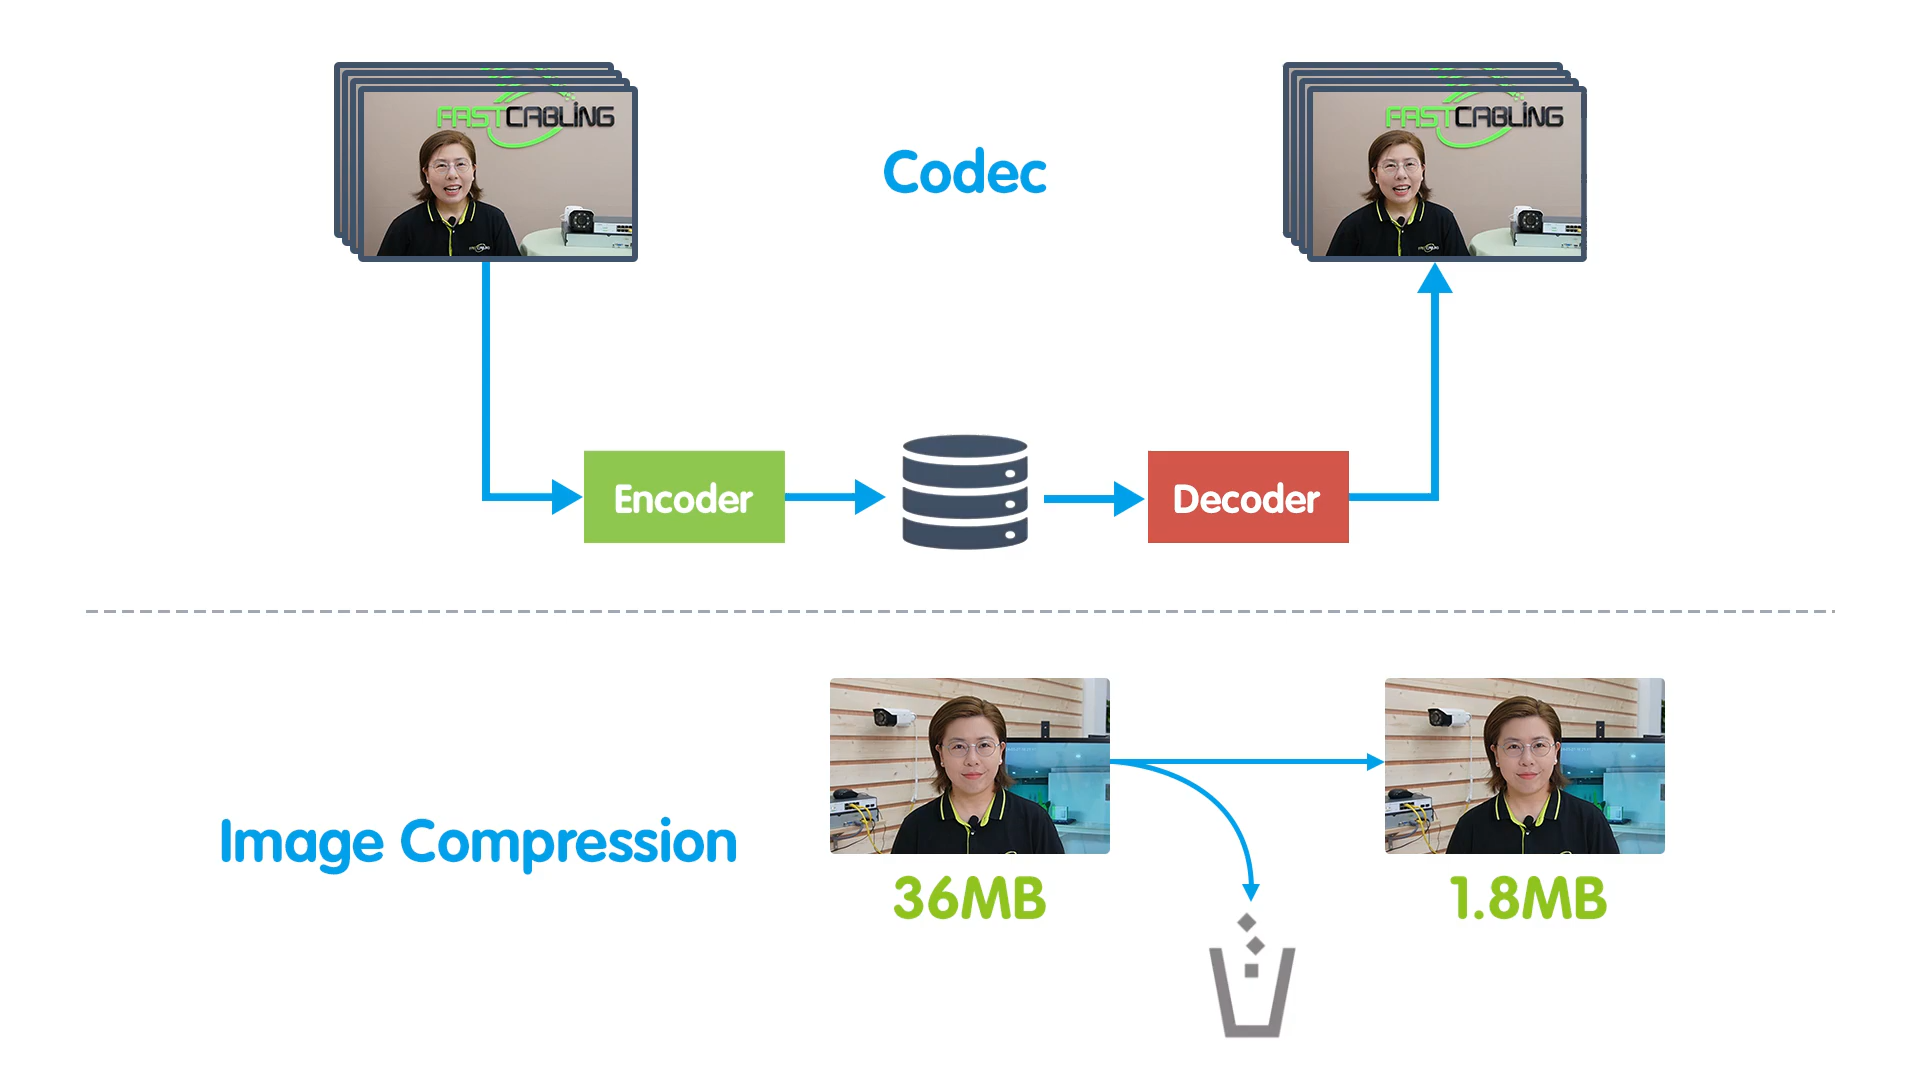 FASTCABLING
FASTCABLING
Codec
Encoder
Decoder
Image Compression
36MB
1.8MB